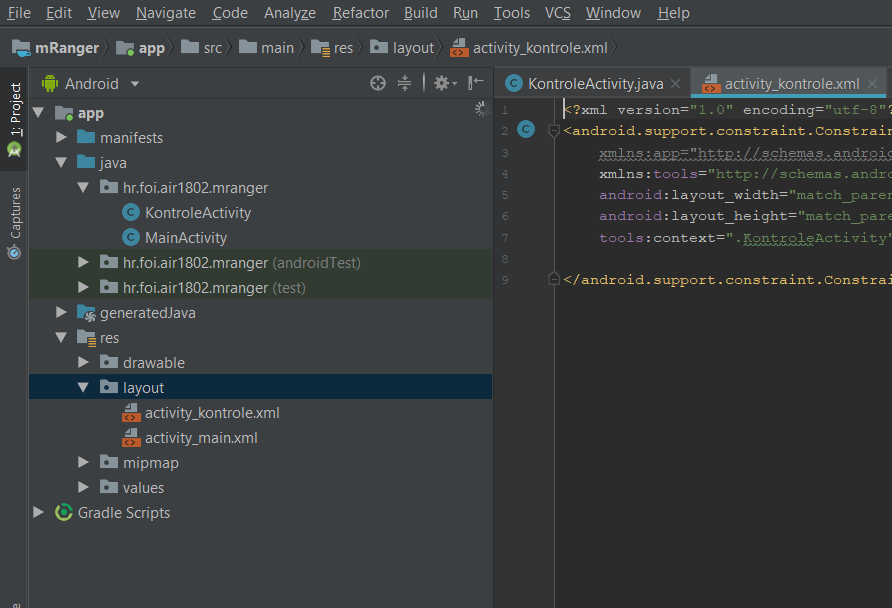 File Edit View Navigate Code Analyze Refactor Build Run Tools VCS Window Help
mRanger app src main res layout activity_kontrole.xml
1: Project
Captures
Android
app
manifests
java
hr.foi.air1802.mranger
KontroleActivity
MainActivity
hr.foi.air1802.mranger (androidTest)
hr.foi.air1802.mranger (test)
generatedJava
res
drawable
layout
activity_kontrole.xml
activity_main.xml
mipmap
values
Gradle Scripts
KontroleActivity.java activity_kontrole.xml
1 <?xml version="1.0" encoding="utf-8"?
2 <android.support.constraint.Constrain
3 xmlns:app="http://schemas.android
4 xmlns:tools="http://schemas.andro
5 android:layout_width="match_paren
6 android:layout_height="match_pare
7 tools:context=".KontroleActivity"
8
9 </android.support.constraint.Constrai